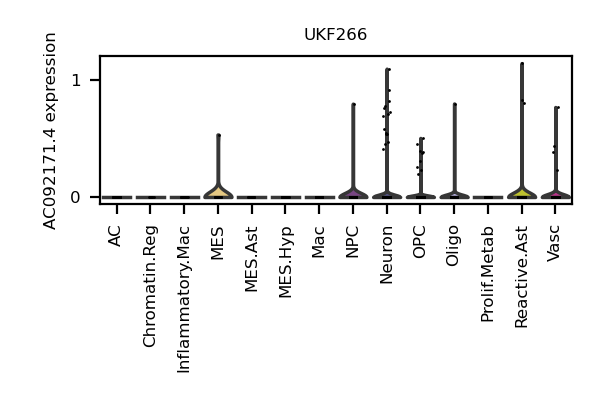 UKF266
AC092171.4 expression
1
0
AC
Chromatin.Reg
Inflammatory.Mac
MES
MES.Ast
MES.Hyp
Mac
NPC
Neuron
OPC
Oligo
Prolif.Metab
Reactive.Ast
Vasc